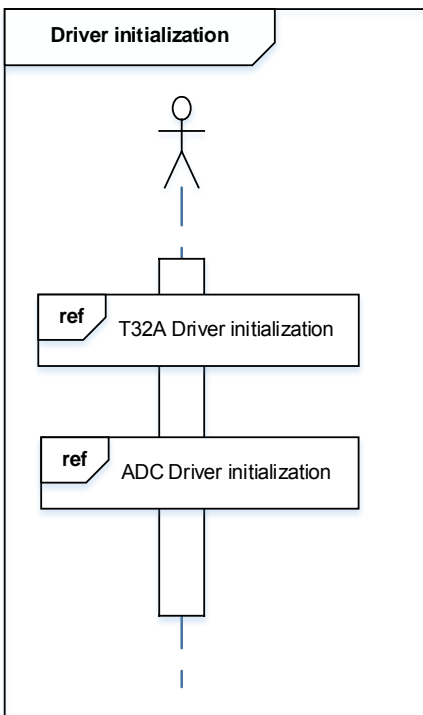 Driver initialization
ref
T32A Driver initialization
ref
ADC Driver initialization